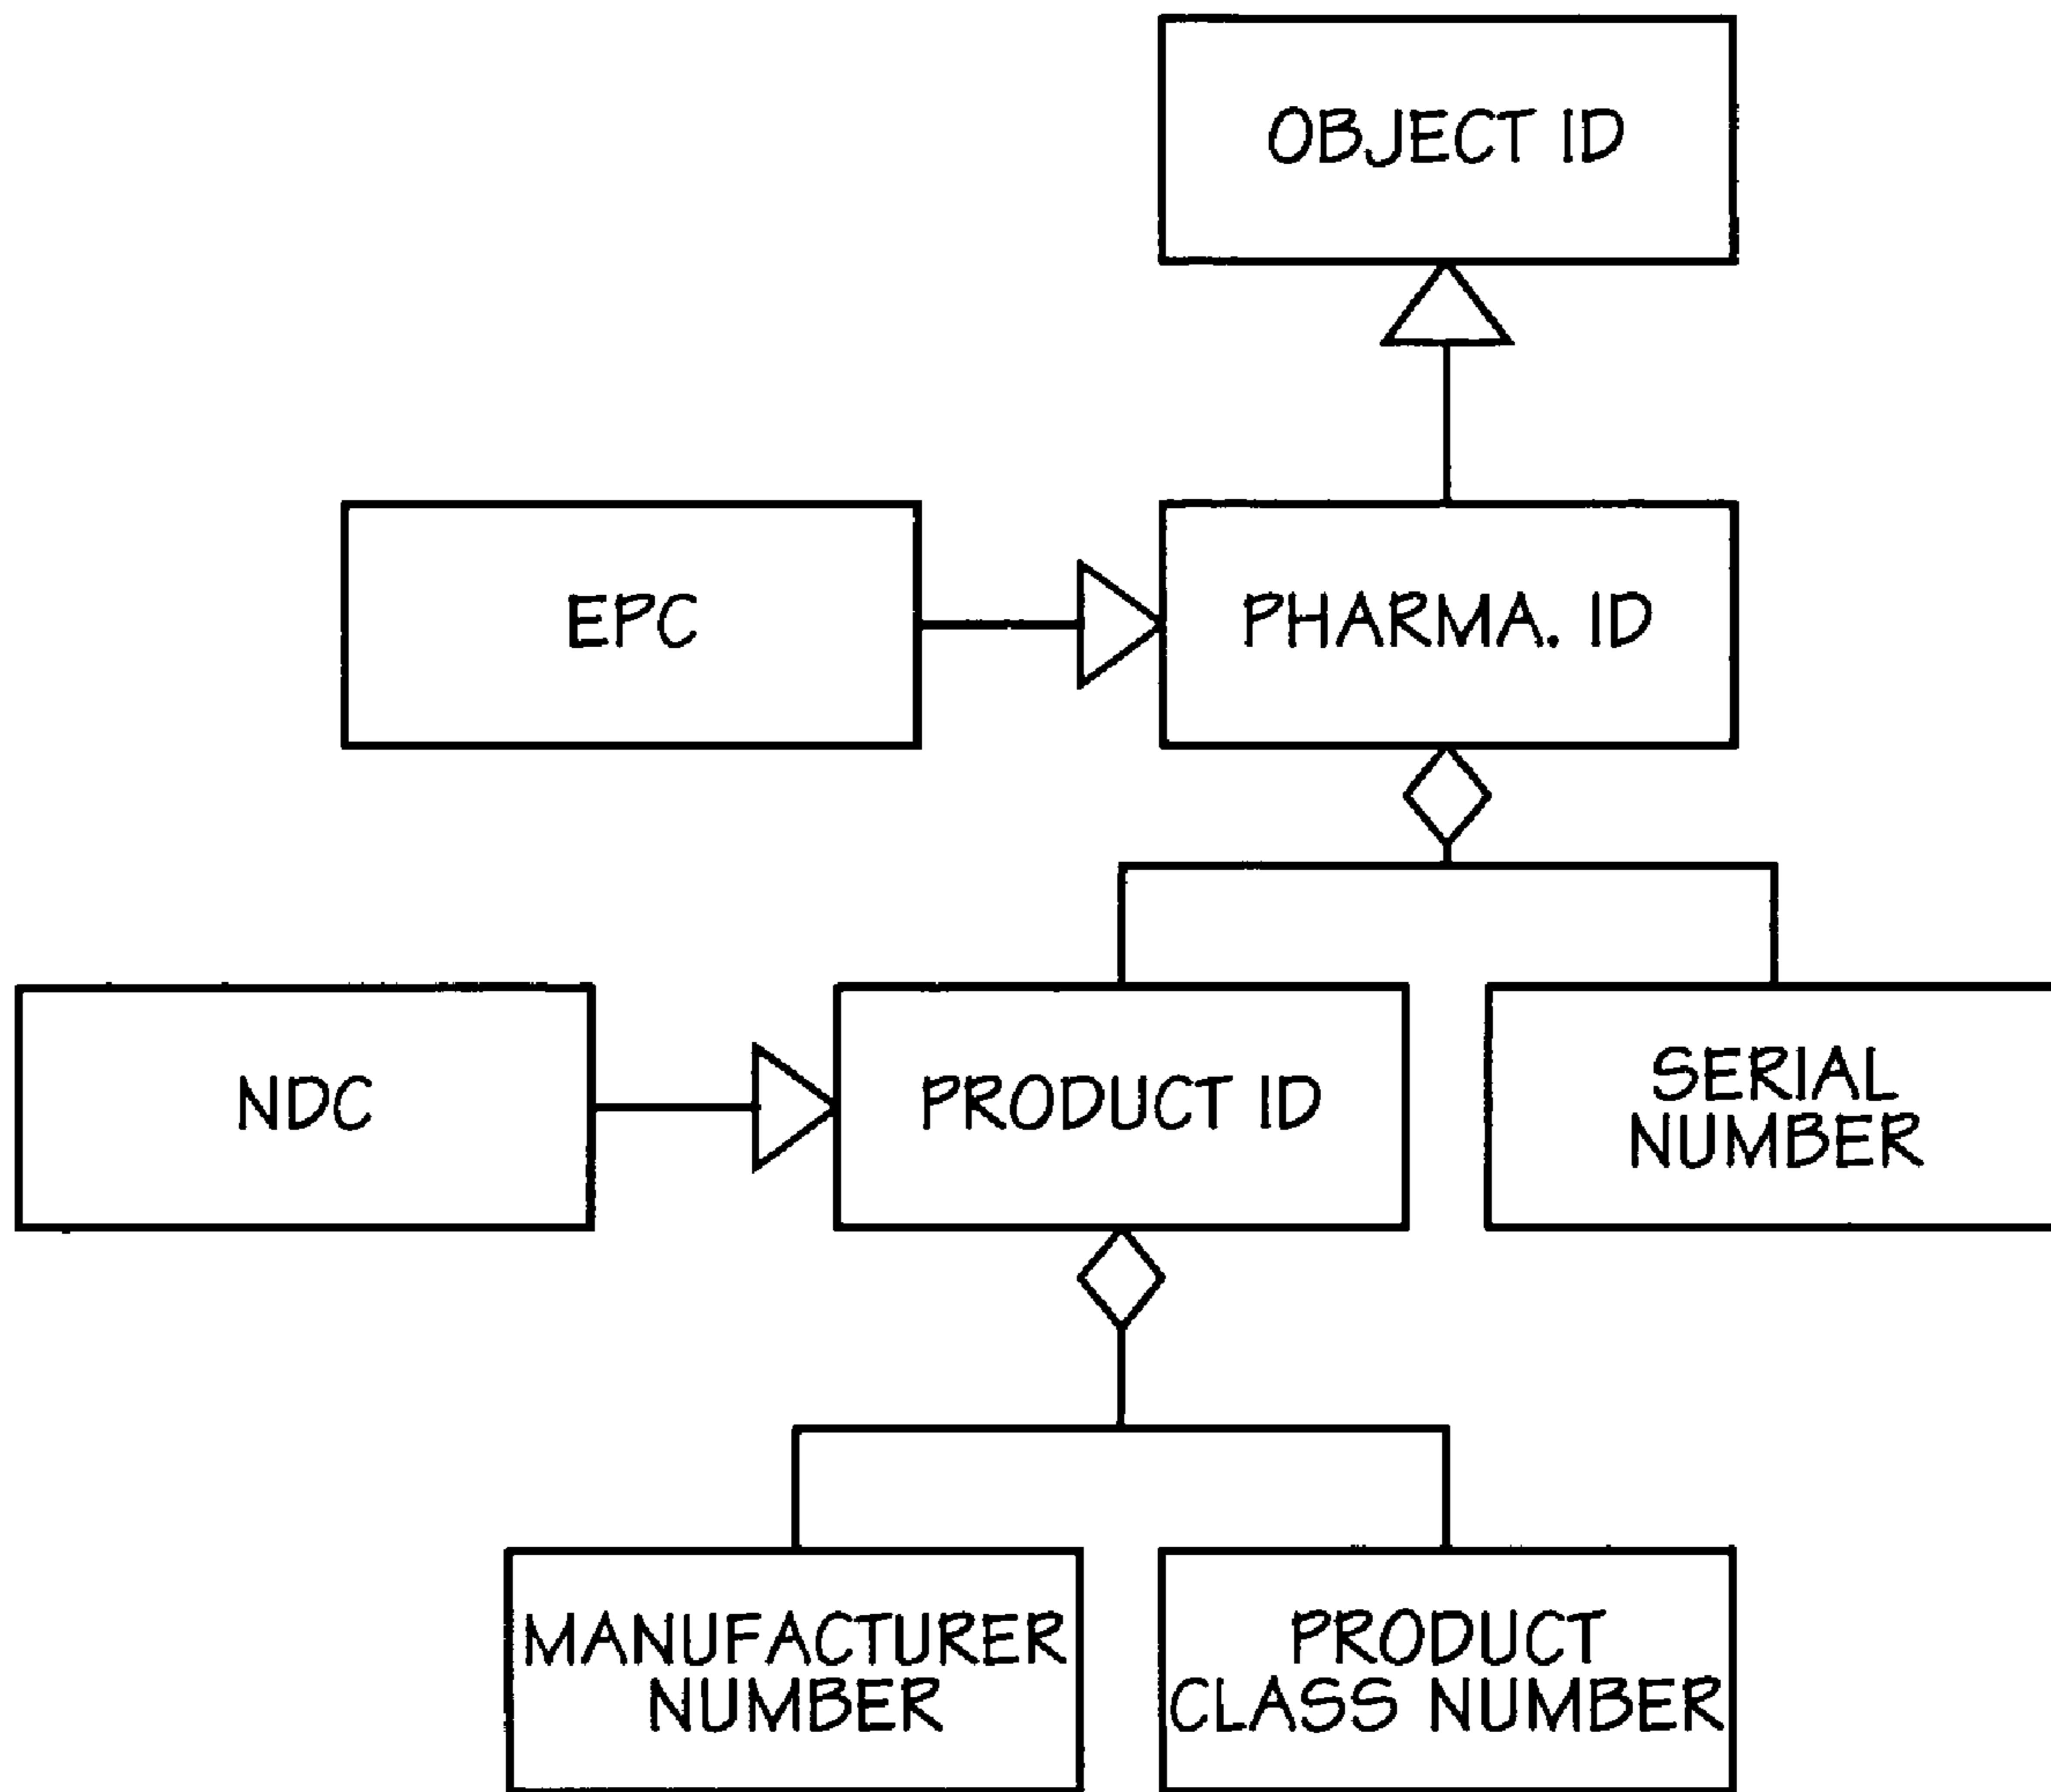 OBJECT ID
EPC
PHARMA. ID
NDC
PRODUCT ID
SERIAL
NUMBER
MANUFACTURER
NUMBER
PRODUCT
CLASS NUMBER